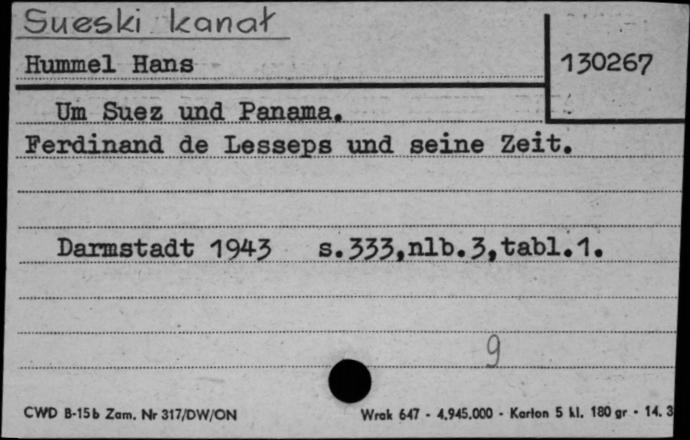 Sueski kanał
Hummel Hans
130267
Um Suez und Panama.
Ferdinand de Lesseps und seine Zeit.
Darmstadt 1943 s.333,nlb.3,tabl.1.
9
CWD B-15b Zam. Nr 317/DW/ON
Wrak 647 - 4.945.000 - Karton 5 kl. 180 gr - 14. 3